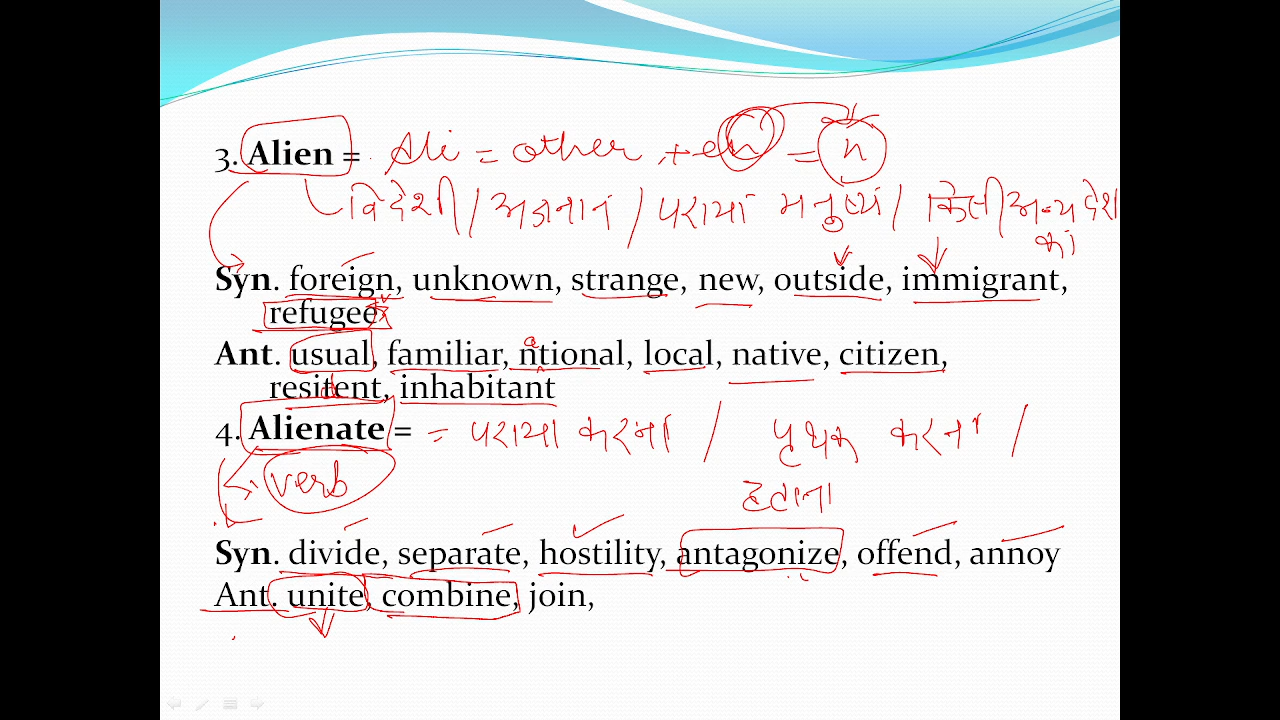 3. Alien = Ali = other + en = n
विदेशी / अनजान / पराया मनुष्य / किसी अन्य देश
का
Syn. foreign, unknown, strange, new, outside, immigrant,
refugee
Ant. usual, familiar, ntional, local, native, citizen,
a
resitent, inhabitant
4. Alienate = = पराया करना / पृथक करना /
verb
हटाना
Syn. divide, separate, hostility, antagonize, offend, annoy
Ant. unite, combine, join,